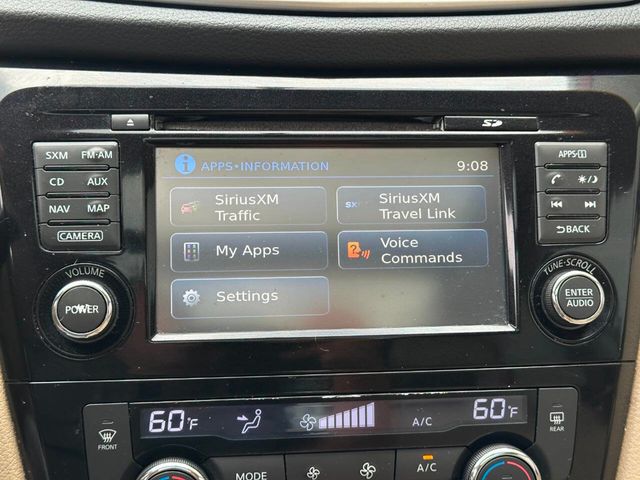 SD
SXM FM·AM
CD AUX
NAV MAP
CAMERA
VOLUME
POWER
APPS•INFORMATION 9:08
SiriusXM
Traffic
SiriusXM
Travel Link
My Apps
Voice
Commands
Settings
APPS·i
BACK
TUNE·SCROLL
ENTER
AUDIO
FRONT
60°F
A/C
60°F
REAR
MODE
A/C